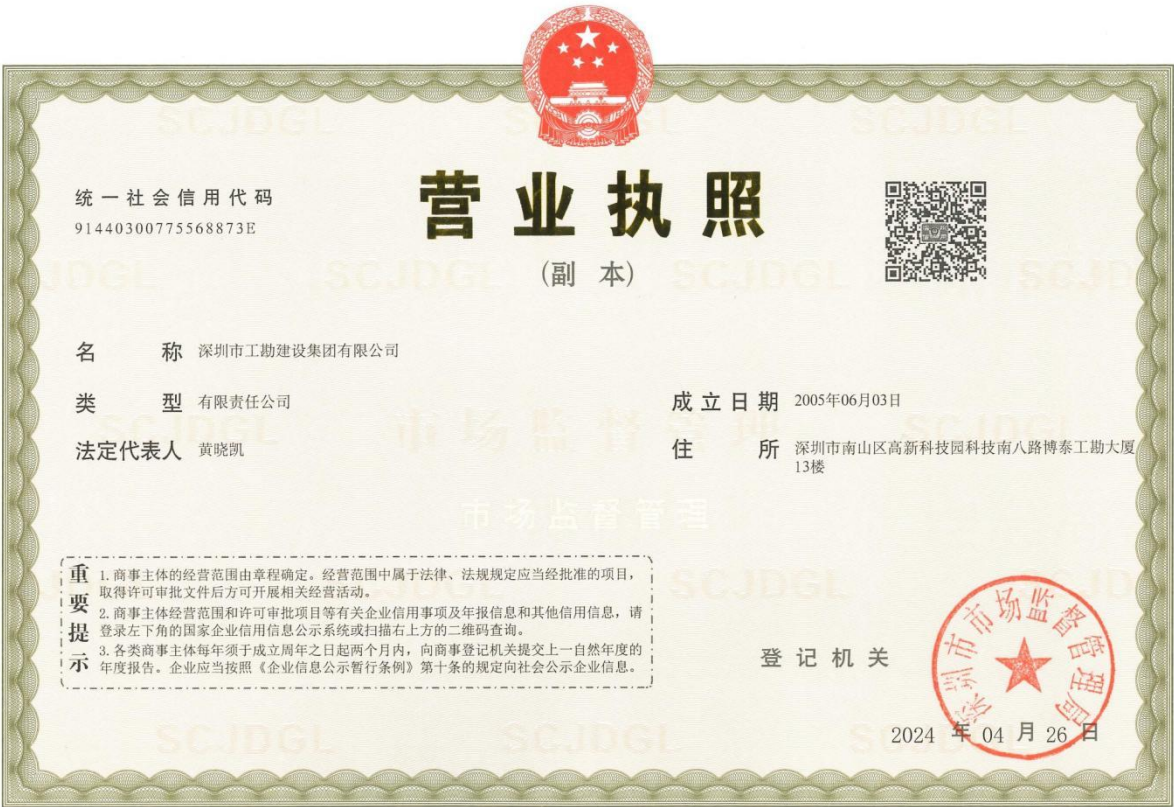 营业执照
(副 本)
统一社会信用代码
91440300775568873E
名 称 深圳市工勘建设集团有限公司
类 型 有限责任公司
法定代表人 黄晓凯
成立日期 2005年06月03日
住 所 深圳市南山区高新科技园科技南八路博泰工勘大厦
13楼
重要提示
1. 商事主体的经营范围由章程确定。经营范围中属于法律、法规规定应当经批准的项目，
取得许可审批文件后方可开展相关经营活动。
2. 商事主体经营范围和许可审批项目等有关企业信用事项及年报信息和其他信用信息，请
登录左下角的国家企业信用信息公示系统或扫描右上方的二维码查询。
3. 各类商事主体每年须于成立周年之日起两个月内，向商事登记机关提交上一自然年度的
年度报告。企业应当按照《企业信息公示暂行条例》第十条的规定向社会公示企业信息。
登记机关
深圳市市场监督管理局
2024 年 04 月 26 日
SCJDGL
市场监督管理
市场监督管理